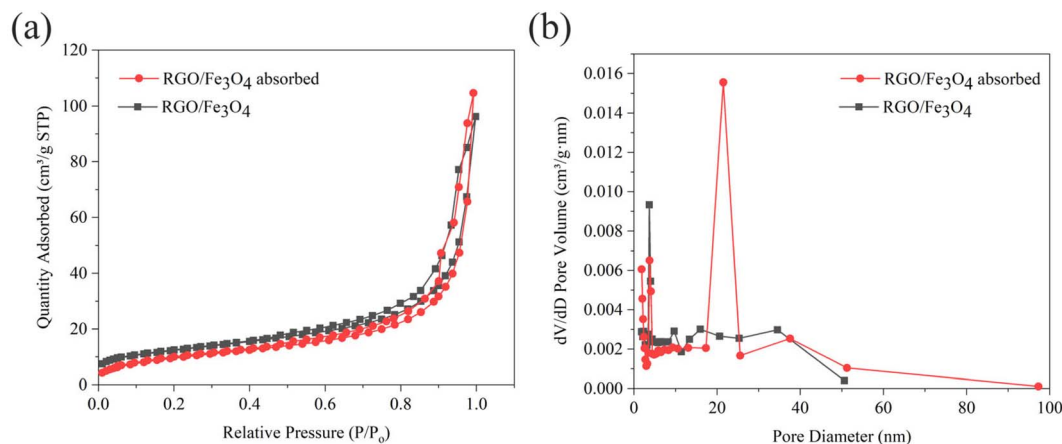 (a)
120
100
80
60
40
20
0
Quantity Adsorbed (cm³/g STP)
RGO/Fe₃O₄ absorbed
RGO/Fe₃O₄
0.0 0.2 0.4 0.6 0.8 1.0
Relative Pressure (P/Pₒ)
(b)
0.016
0.014
0.012
0.010
0.008
0.006
0.004
0.002
0.000
dV/dD Pore Volume (cm³/g·nm)
RGO/Fe₃O₄ absorbed
RGO/Fe₃O₄
0 20 40 60 80 100
Pore Diameter (nm)